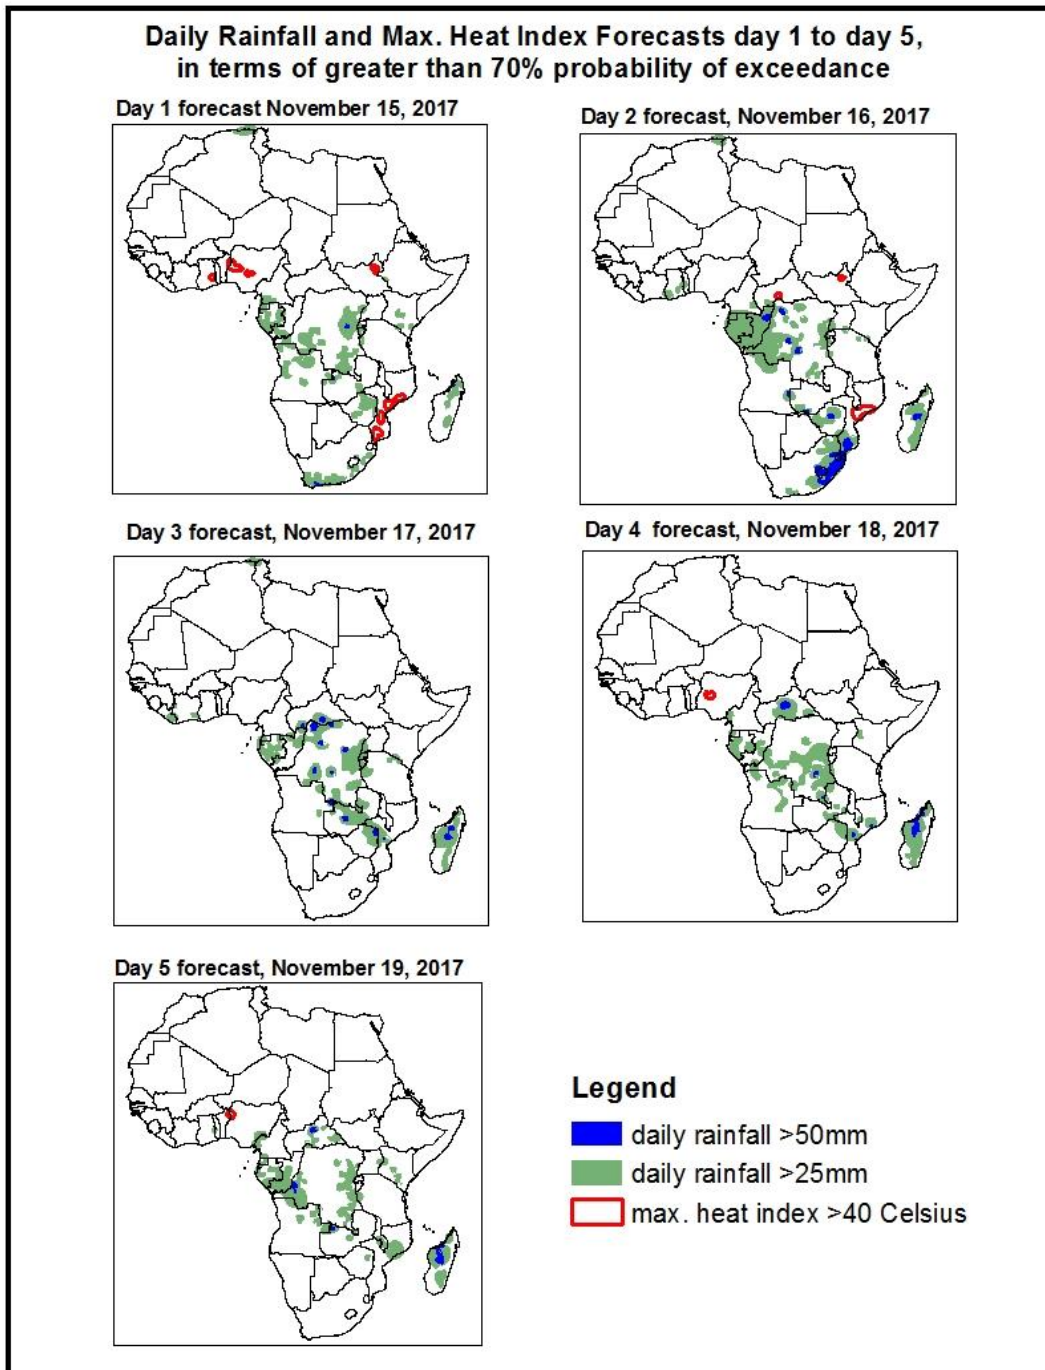 Daily Rainfall and Max. Heat Index Forecasts day 1 to day 5,
in terms of greater than 70% probability of exceedance
Day 1 forecast November 15, 2017
Day 2 forecast, November 16, 2017
Day 3 forecast, November 17, 2017
Day 4 forecast, November 18, 2017
Day 5 forecast, November 19, 2017
Legend
daily rainfall >50mm
daily rainfall >25mm
max. heat index >40 Celsius